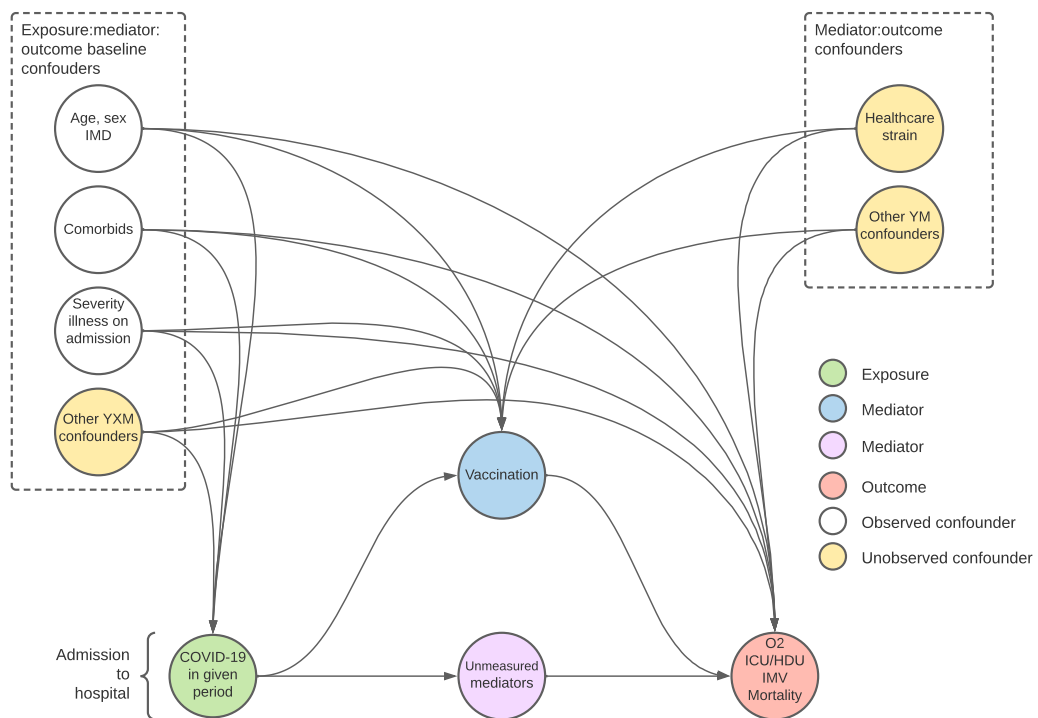 Exposure:mediator:
outcome baseline
confouders
Age, sex
IMD
Comorbids
Severity
illness on
admission
Other YXM
confounders
Mediator:outcome
confounders
Healthcare
strain
Other YM
confounders
Exposure
Mediator
Mediator
Outcome
Observed confounder
Unobserved confounder
Vaccination
Admission
to
hospital
COVID-19
in given
period
Unmeasured
mediators
O2
ICU/HDU
IMV
Mortality